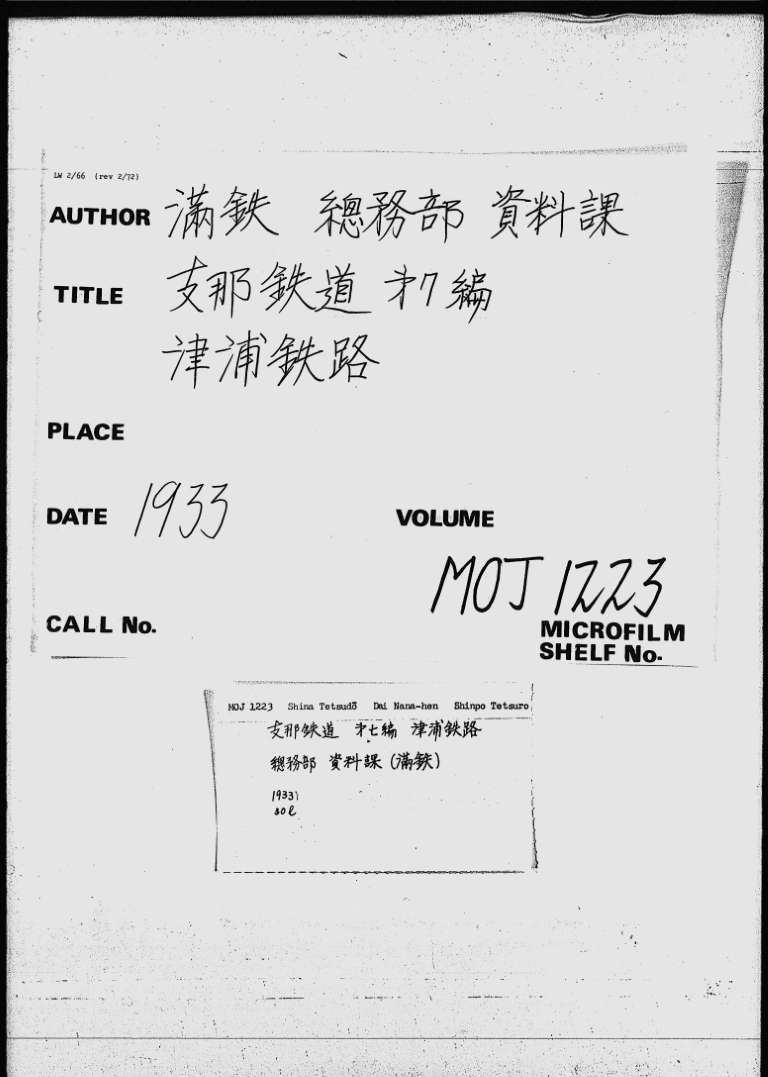 LW 2/66 (rev 2/72)
AUTHOR 滿鉄 總務部 資料課
TITLE 支那鉄道 才7編
津浦鉄路
PLACE
DATE 1933
VOLUME
MOJ 1223
CALL No.
MICROFILM
SHELF No.
MOJ 1223 Shina Tetsudō Dai Nana-hen Shinpo Tetsuro
支那鉄道 才七編 津浦鉄路
總務部 資料課 (滿鉄)
1933